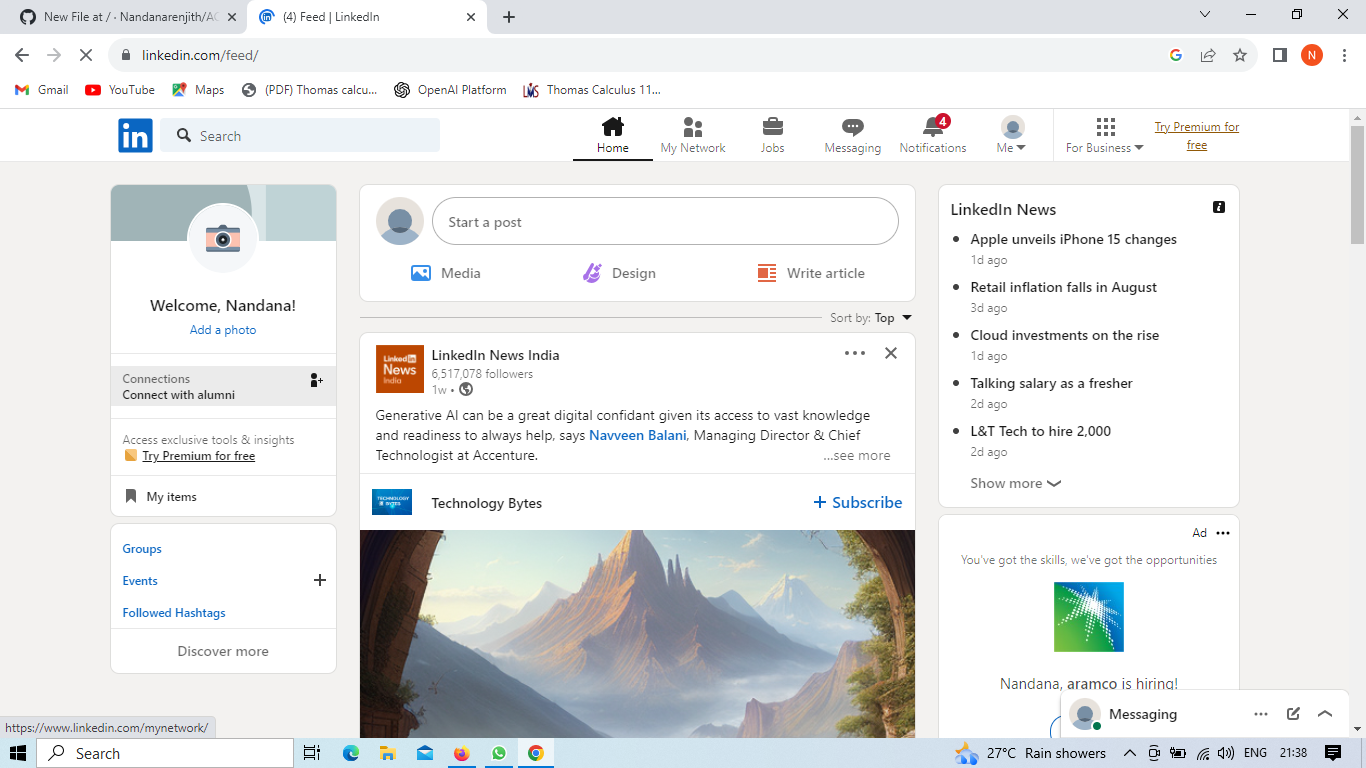 New File at / · Nandanarenjith/AC
(4) Feed | LinkedIn
linkedin.com/feed/
G
N
Gmail
YouTube
Maps
(PDF) Thomas calcu...
OpenAI Platform
Thomas Calculus 11...
in
Search
Home
My Network
Jobs
Messaging
4
Notifications
Me
For Business
Try Premium for
free
Welcome, Nandana!
Add a photo
Connections
Connect with alumni
Access exclusive tools & insights
Try Premium for free
My items
Groups
Events
Followed Hashtags
Discover more
Start a post
Media
Design
Write article
Sort by: Top
Linked in
News
India
LinkedIn News India
6,517,078 followers
1w •
Generative AI can be a great digital confidant given its access to vast knowledge
and readiness to always help, says Navveen Balani, Managing Director & Chief
Technologist at Accenture.
...see more
TECHNOLOGY
BYTES
Technology Bytes
+ Subscribe
LinkedIn News
Apple unveils iPhone 15 changes
1d ago
Retail inflation falls in August
3d ago
Cloud investments on the rise
1d ago
Talking salary as a fresher
2d ago
L&T Tech to hire 2,000
2d ago
Show more
Ad
You've got the skills, we've got the opportunities
Nandana, aramco is hiring!
Messaging
https://www.linkedin.com/mynetwork/
Search
27°C Rain showers
ENG
21:38